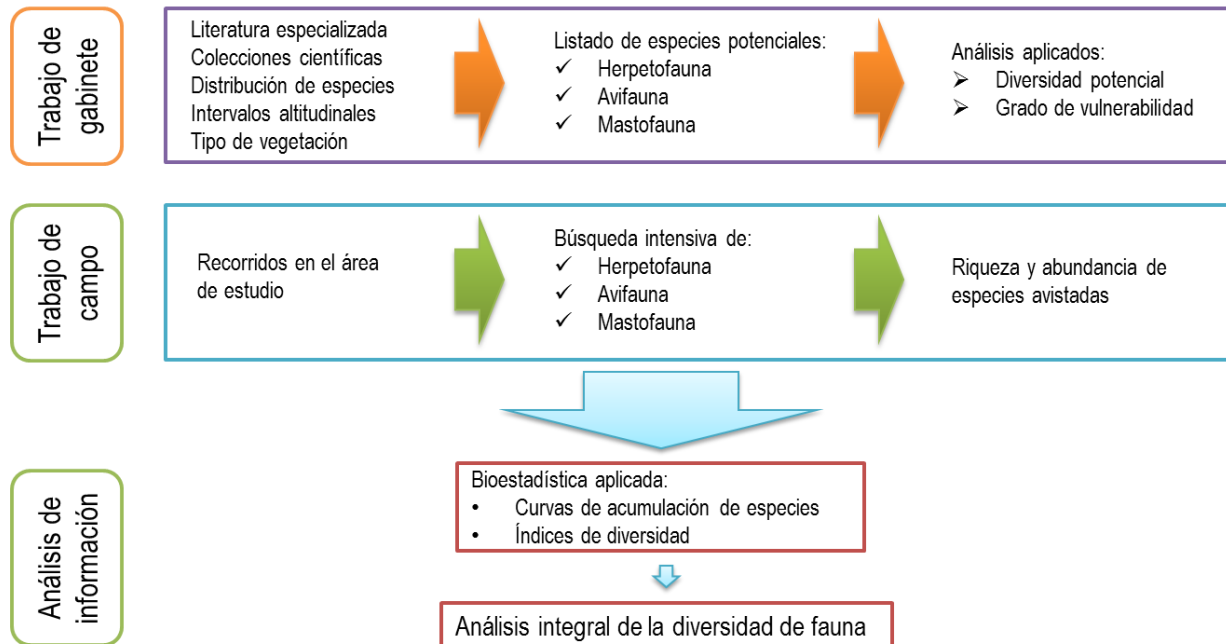 Trabajo de
gabinete
Literatura especializada
Colecciones científicas
Distribución de especies
Intervalos altitudinales
Tipo de vegetación
Listado de especies potenciales:
✓ Herpetofauna
✓ Avifauna
✓ Mastofauna
Análisis aplicados:
➢ Diversidad potencial
➢ Grado de vulnerabilidad
Trabajo de
campo
Recorridos en el área
de estudio
Búsqueda intensiva de:
✓ Herpetofauna
✓ Avifauna
✓ Mastofauna
Riqueza y abundancia de
especies avistadas
Análisis de
información
Bioestadística aplicada:
• Curvas de acumulación de especies
• Índices de diversidad
Análisis integral de la diversidad de fauna